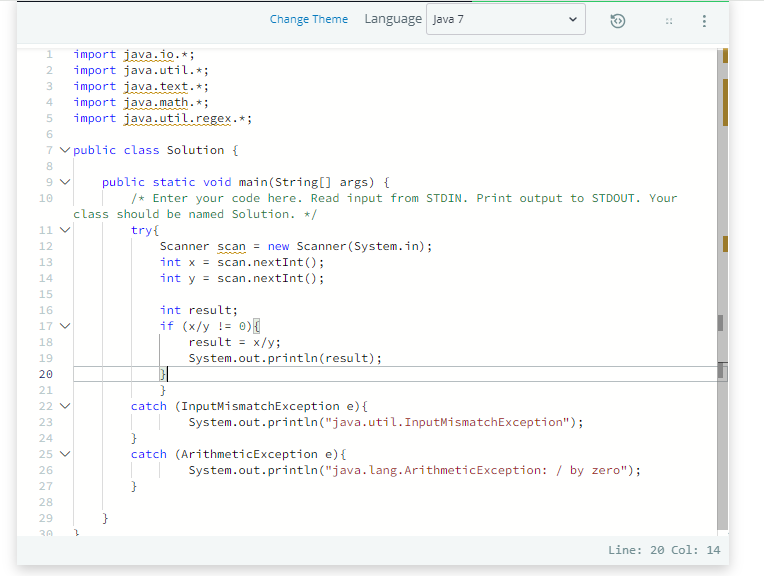 Change Theme Language Java 7
1 import java.io.*;
2 import java.util.*;
3 import java.text.*;
4 import java.math.*;
5 import java.util.regex.*;
6
7 public class Solution {
8
9 public static void main(String[] args) {
10 /* Enter your code here. Read input from STDIN. Print output to STDOUT. Your
class should be named Solution. */
11 try{
12 Scanner scan = new Scanner(System.in);
13 int x = scan.nextInt();
14 int y = scan.nextInt();
15
16 int result;
17 if (x/y != 0){
18 result = x/y;
19 System.out.println(result);
20 }
21 }
22 catch (InputMismatchException e){
23 System.out.println("java.util.InputMismatchException");
24 }
25 catch (ArithmeticException e){
26 System.out.println("java.lang.ArithmeticException: / by zero");
27 }
28
29 }
30 }
Line: 20 Col: 14